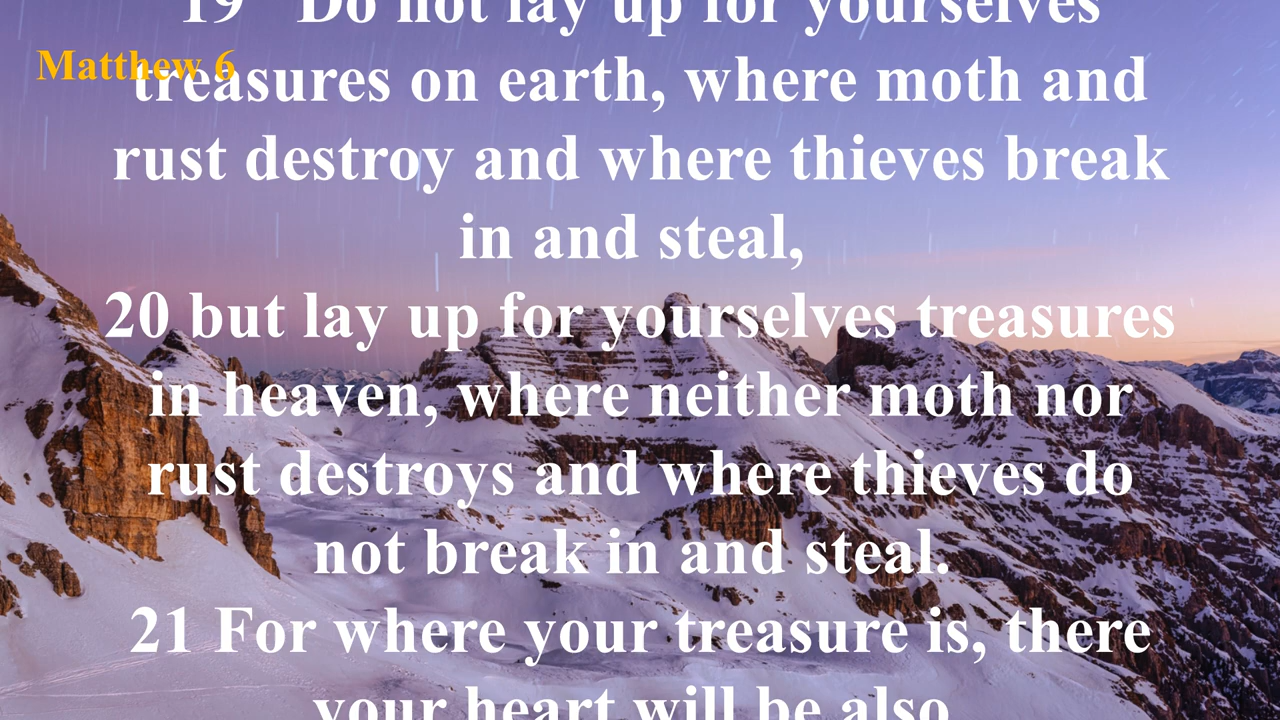 19 "Do not lay up for yourselves
Matthew 6
treasures on earth, where moth and
rust destroy and where thieves break
in and steal,
20 but lay up for yourselves treasures
in heaven, where neither moth nor
rust destroys and where thieves do
not break in and steal.
21 For where your treasure is, there
your heart will be also.